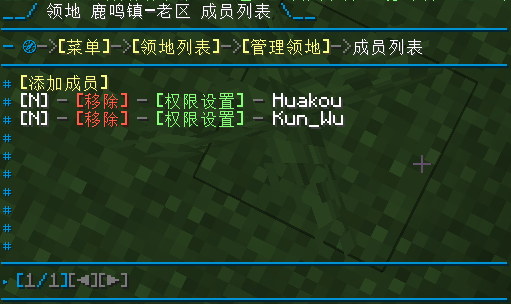 __/ 领地 鹿鸣镇-老区 成员列表 \__
─ 🧭->[菜单]->[领地列表]->[管理领地]->成员列表
# [添加成员]
# [N] - [移除] - [权限设置] - Huakou
# [N] - [移除] - [权限设置] - Kun_Wu
#
#
#
#
#
#
#
▸ [1/1][◀][▶]